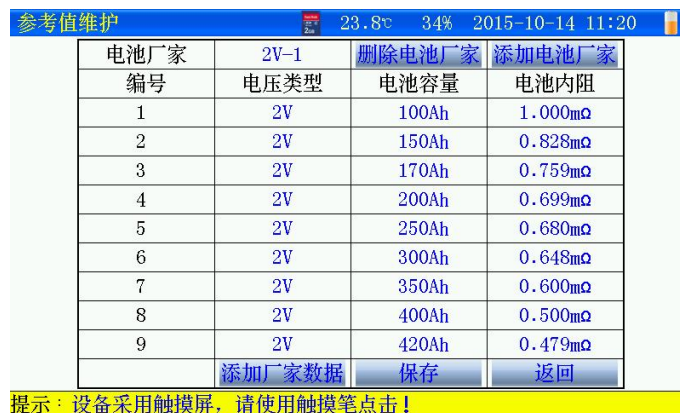 参考值维护 23.8℃ 34% 2015-10-14 11:20
电池厂家 2V-1 删除电池厂家 添加电池厂家
编号 电压类型 电池容量 电池内阻
1 2V 100Ah 1.000mΩ
2 2V 150Ah 0.828mΩ
3 2V 170Ah 0.759mΩ
4 2V 200Ah 0.699mΩ
5 2V 250Ah 0.680mΩ
6 2V 300Ah 0.648mΩ
7 2V 350Ah 0.600mΩ
8 2V 400Ah 0.500mΩ
9 2V 420Ah 0.479mΩ
添加厂家数据 保存 返回
提示：设备采用触摸屏，请使用触摸笔点击！